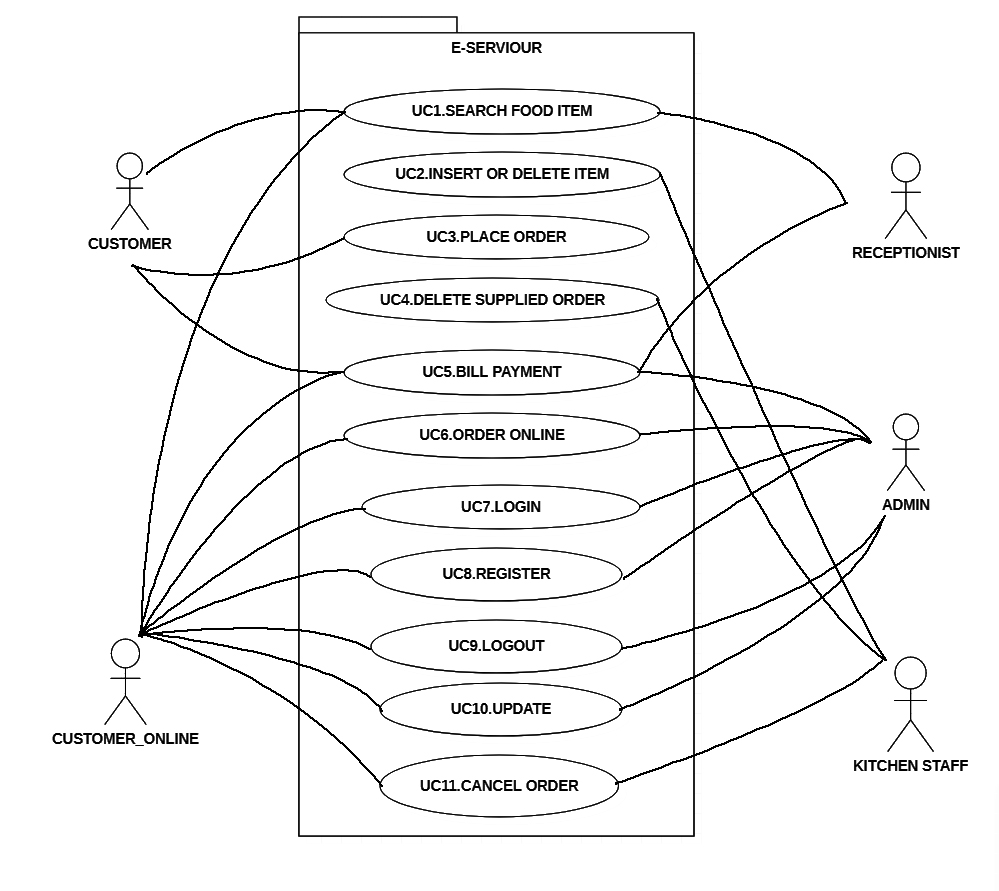 E-SERVIOUR
UC1.SEARCH FOOD ITEM
UC2.INSERT OR DELETE ITEM
CUSTOMER
UC3.PLACE ORDER
RECEPTIONIST
UC4.DELETE SUPPLIED ORDER
UC5.BILL PAYMENT
UC6.ORDER ONLINE
UC7.LOGIN
ADMIN
UC8.REGISTER
UC9.LOGOUT
UC10.UPDATE
CUSTOMER_ONLINE
KITCHEN STAFF
UC11.CANCEL ORDER